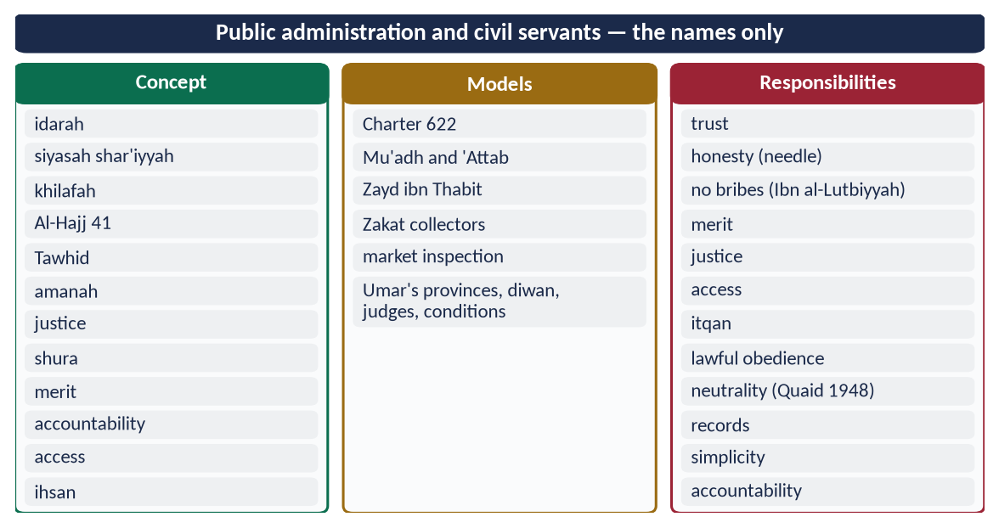 Public administration and civil servants — the names only
Concept
idarah
siyasah shar'iyyah
khilafah
Al-Hajj 41
Tawhid
amanah
justice
shura
merit
accountability
access
ihsan
Models
Charter 622
Mu'adh and 'Attab
Zayd ibn Thabit
Zakat collectors
market inspection
Umar's provinces, diwan,
judges, conditions
Responsibilities
trust
honesty (needle)
no bribes (Ibn al-Lutbiyyah)
merit
justice
access
itqan
lawful obedience
neutrality (Quaid 1948)
records
simplicity
accountability